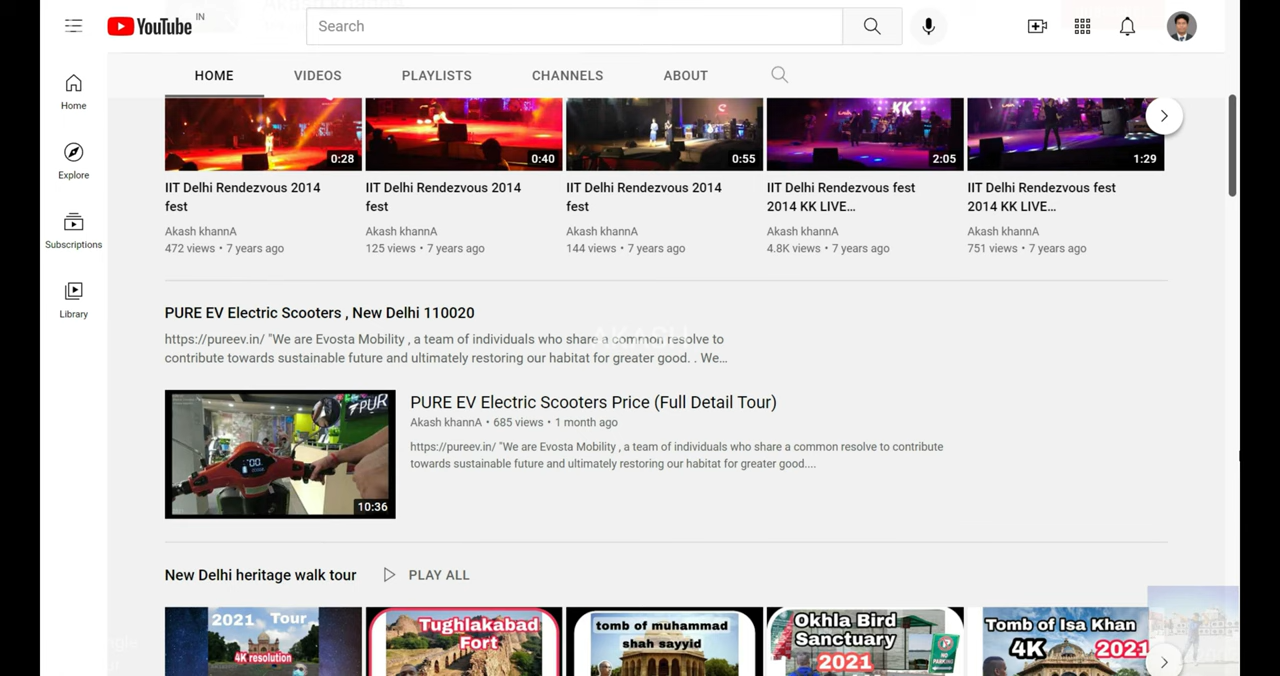 YouTube IN
Search
HOME VIDEOS PLAYLISTS CHANNELS ABOUT
Home
Explore
Subscriptions
Library
KK
0:28 0:40 0:55 2:05 1:29
IIT Delhi Rendezvous 2014 fest
IIT Delhi Rendezvous 2014 fest
IIT Delhi Rendezvous 2014 fest
IIT Delhi Rendezvous fest 2014 KK LIVE...
IIT Delhi Rendezvous fest 2014 KK LIVE...
Akash khannA Akash khannA Akash khannA Akash khannA Akash khannA
472 views • 7 years ago 125 views • 7 years ago 144 views • 7 years ago 4.8K views • 7 years ago 751 views • 7 years ago
PURE EV Electric Scooters , New Delhi 110020
https://pureev.in/ "We are Evosta Mobility , a team of individuals who share a common resolve to
contribute towards sustainable future and ultimately restoring our habitat for greater good. . We...
AKASH
PUR
10:36
PURE EV Electric Scooters Price (Full Detail Tour)
Akash khannA • 685 views • 1 month ago
https://pureev.in/ "We are Evosta Mobility , a team of individuals who share a common resolve to contribute
towards sustainable future and ultimately restoring our habitat for greater good....
New Delhi heritage walk tour PLAY ALL
2021 Tour
4K resolution
Tughlakabad
Fort
tomb of muhammad
shah sayyid
Okhla Bird
Sanctuary
2021
NO PARKING
Tomb of Isa Khan
4K 2021